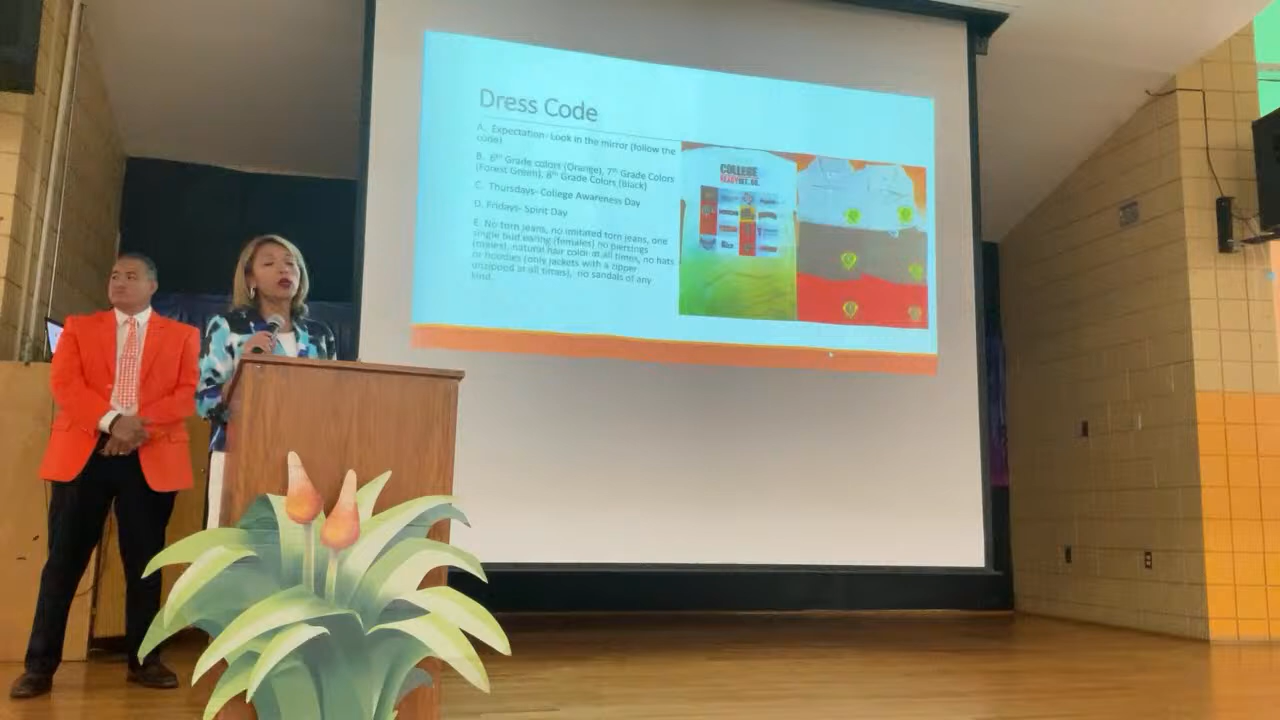 Dress Code
A. Expectation- Look in the mirror (follow the
code)
B. 6th Grade colors (Orange), 7th Grade Colors
(Forest Green), 8th Grade Colors (Black)
C. Thursdays- College Awareness Day
D. Fridays- Spirit Day
E. No torn jeans, no imitated torn jeans, one
single bud earing (females) no piercings
(males), natural hair color at all times, no hats
or hoodies (only jackets with a zipper
unzipped at all times), no sandals of any
kind.
COLLEGE
READY